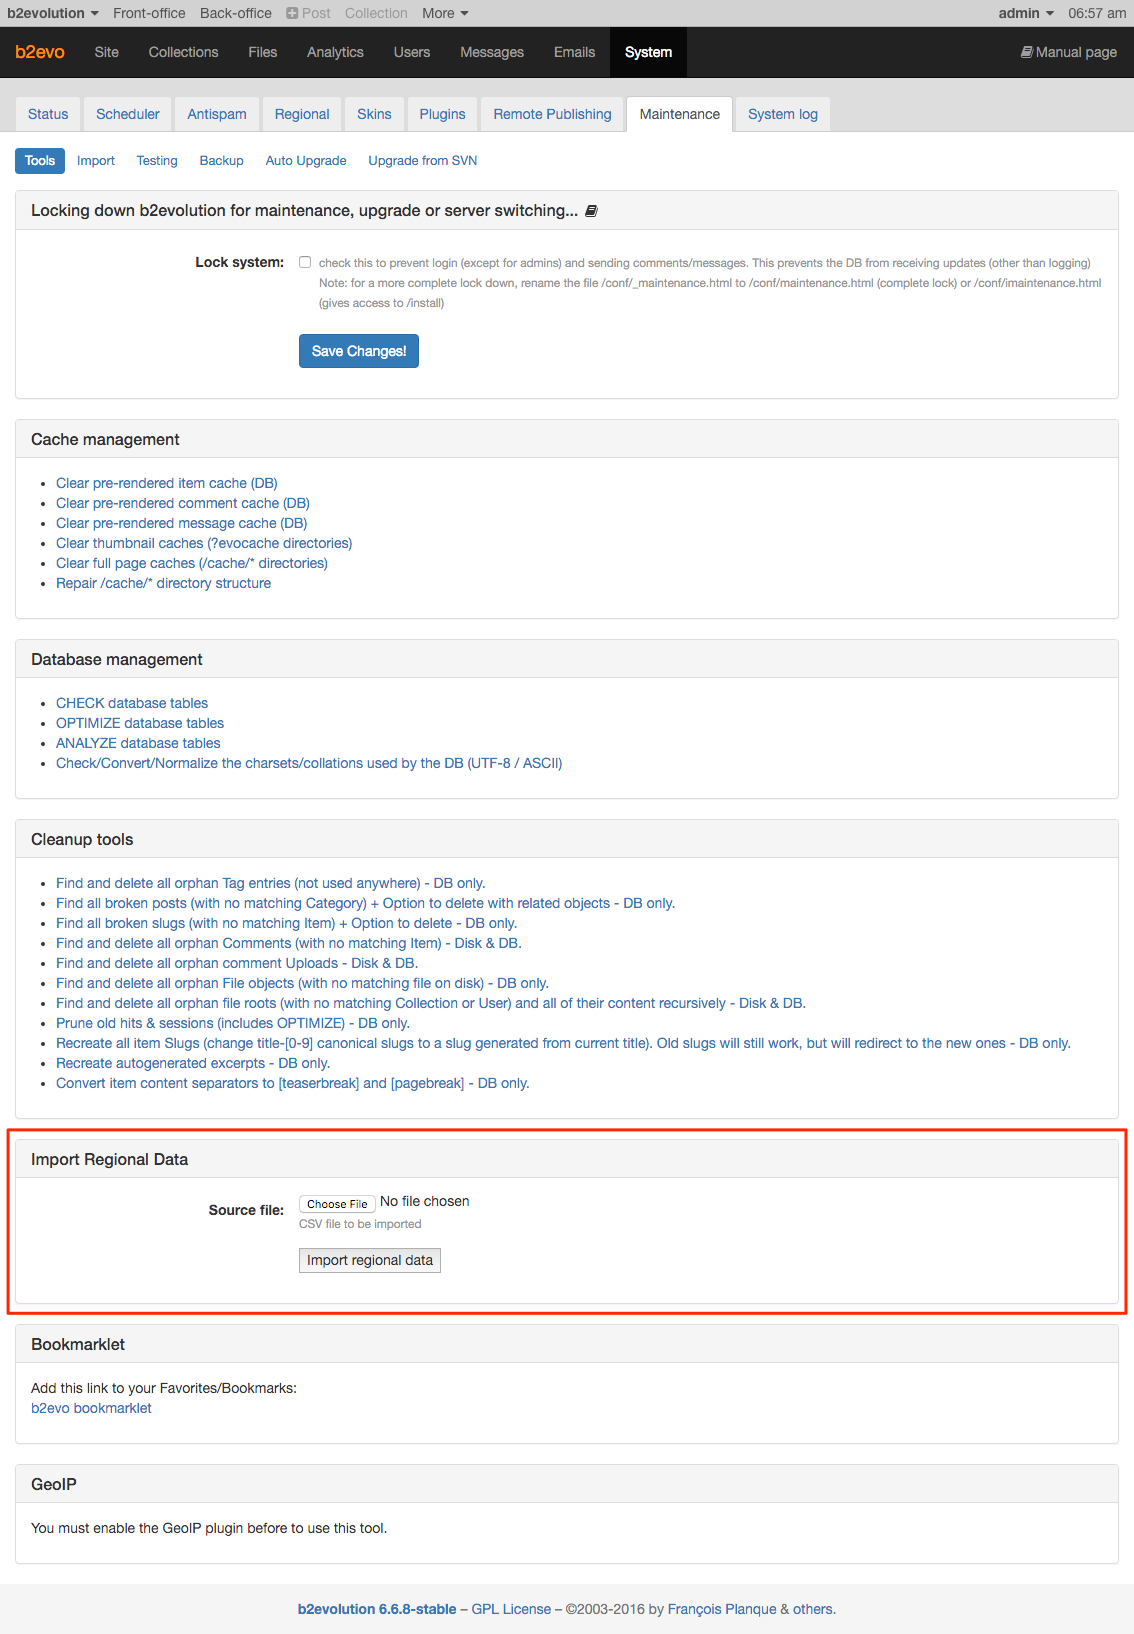 b2evolution Front-office Back-office Post Collection More admin 06:57 am
b2evo Site Collections Files Analytics Users Messages Emails System Manual page
Status Scheduler Antispam Regional Skins Plugins Remote Publishing Maintenance System log
Tools Import Testing Backup Auto Upgrade Upgrade from SVN
Locking down b2evolution for maintenance, upgrade or server switching...
Lock system: check this to prevent login (except for admins) and sending comments/messages. This prevents the DB from receiving updates (other than logging)
Note: for a more complete lock down, rename the file /conf/_maintenance.html to /conf/maintenance.html (complete lock) or /conf/imaintenance.html
(gives access to /install)
Save Changes!
Cache management
• Clear pre-rendered item cache (DB)
• Clear pre-rendered comment cache (DB)
• Clear pre-rendered message cache (DB)
• Clear thumbnail caches (?evocache directories)
• Clear full page caches (/cache/* directories)
• Repair /cache/* directory structure
Database management
• CHECK database tables
• OPTIMIZE database tables
• ANALYZE database tables
• Check/Convert/Normalize the charsets/collations used by the DB (UTF-8 / ASCII)
Cleanup tools
• Find and delete all orphan Tag entries (not used anywhere) - DB only.
• Find all broken posts (with no matching Category) + Option to delete with related objects - DB only.
• Find all broken slugs (with no matching Item) + Option to delete - DB only.
• Find and delete all orphan Comments (with no matching Item) - Disk & DB.
• Find and delete all orphan comment Uploads - Disk & DB.
• Find and delete all orphan File objects (with no matching file on disk) - DB only.
• Find and delete all orphan file roots (with no matching Collection or User) and all of their content recursively - Disk & DB.
• Prune old hits & sessions (includes OPTIMIZE) - DB only.
• Recreate all item Slugs (change title-[0-9] canonical slugs to a slug generated from current title). Old slugs will still work, but will redirect to the new ones - DB only.
• Recreate autogenerated excerpts - DB only.
• Convert item content separators to [teaserbreak] and [pagebreak] - DB only.
Import Regional Data
Source file: Choose File No file chosen
CSV file to be imported
Import regional data
Bookmarklet
Add this link to your Favorites/Bookmarks:
b2evo bookmarklet
GeoIP
You must enable the GeoIP plugin before to use this tool.
b2evolution 6.6.8-stable – GPL License – ©2003-2016 by François Planque & others.